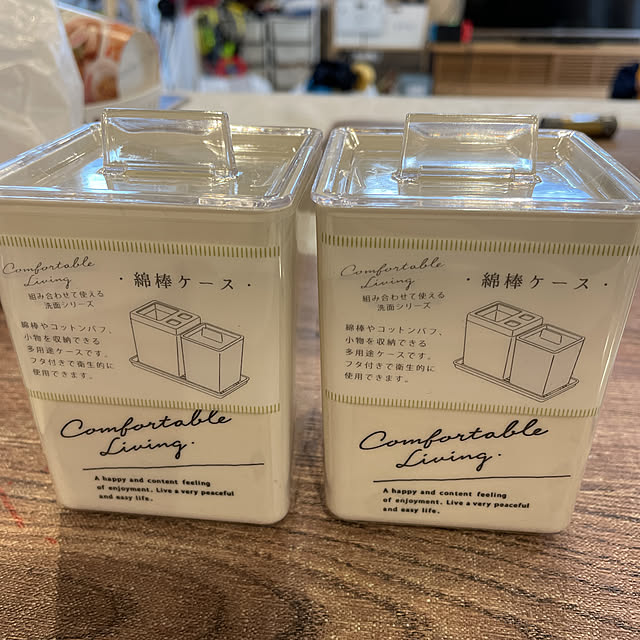 Comfortable
Living
・綿棒ケース・
組み合わせて使える
洗面シリーズ
綿棒やコットンパフ、
小物を収納できる
多用途ケースです。
フタ付きで衛生的に
使用できます。
Comfortable
Living.
A happy and content feeling
of enjoyment. Live a very peaceful
and easy life.
Comfortable
Living
・綿棒ケース・
組み合わせて使える
洗面シリーズ
綿棒やコットンパフ、
小物を収納できる
多用途ケースです。
フタ付きで衛生的に
使用できます。
Comfortable
Living.
A happy and content feeling
of enjoyment. Live a very peaceful
and easy life.